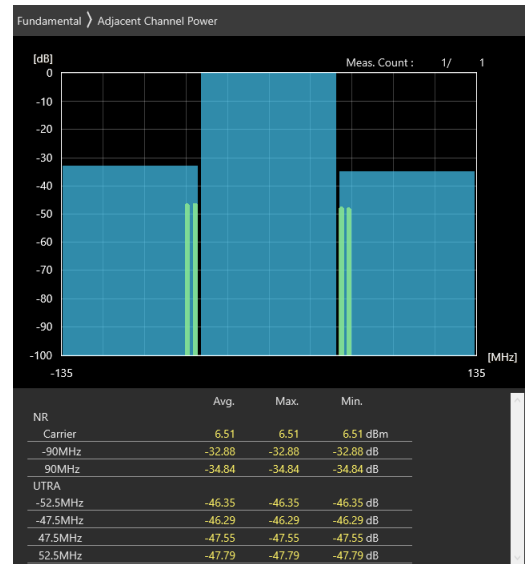 Fundamental 〉 Adjacent Channel Power
[dB]
Meas. Count : 1/ 1
0
-10
-20
-30
-40
-50
-60
-70
-80
-90
-100
[MHz]
-135 135
Avg. Max. Min.
NR
Carrier 6.51 6.51 6.51 dBm
-90MHz -32.88 -32.88 -32.88 dB
90MHz -34.84 -34.84 -34.84 dB
UTRA
-52.5MHz -46.35 -46.35 -46.35 dB
-47.5MHz -46.29 -46.29 -46.29 dB
47.5MHz -47.55 -47.55 -47.55 dB
52.5MHz -47.79 -47.79 -47.79 dB